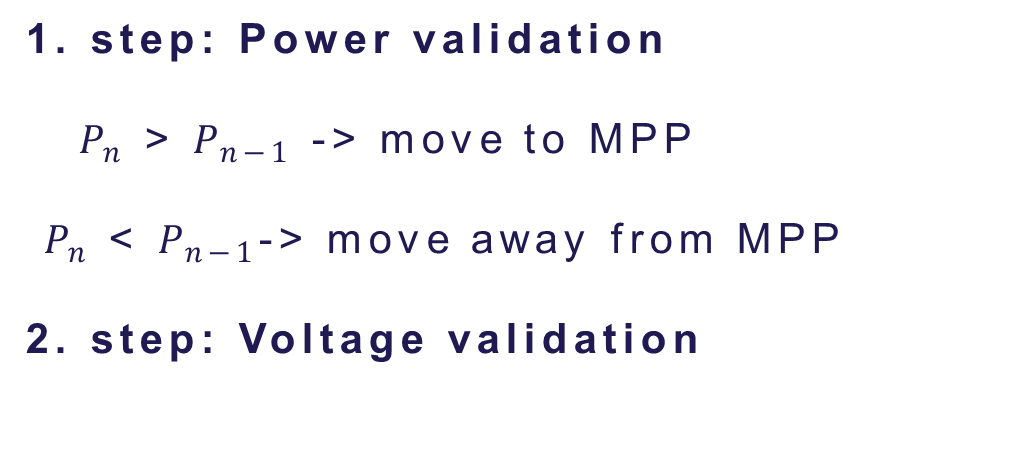 1. step: Power validation
Pₙ > Pₙ₋₁ -> move to MPP
Pₙ < Pₙ₋₁-> move away from MPP
2. step: Voltage validation